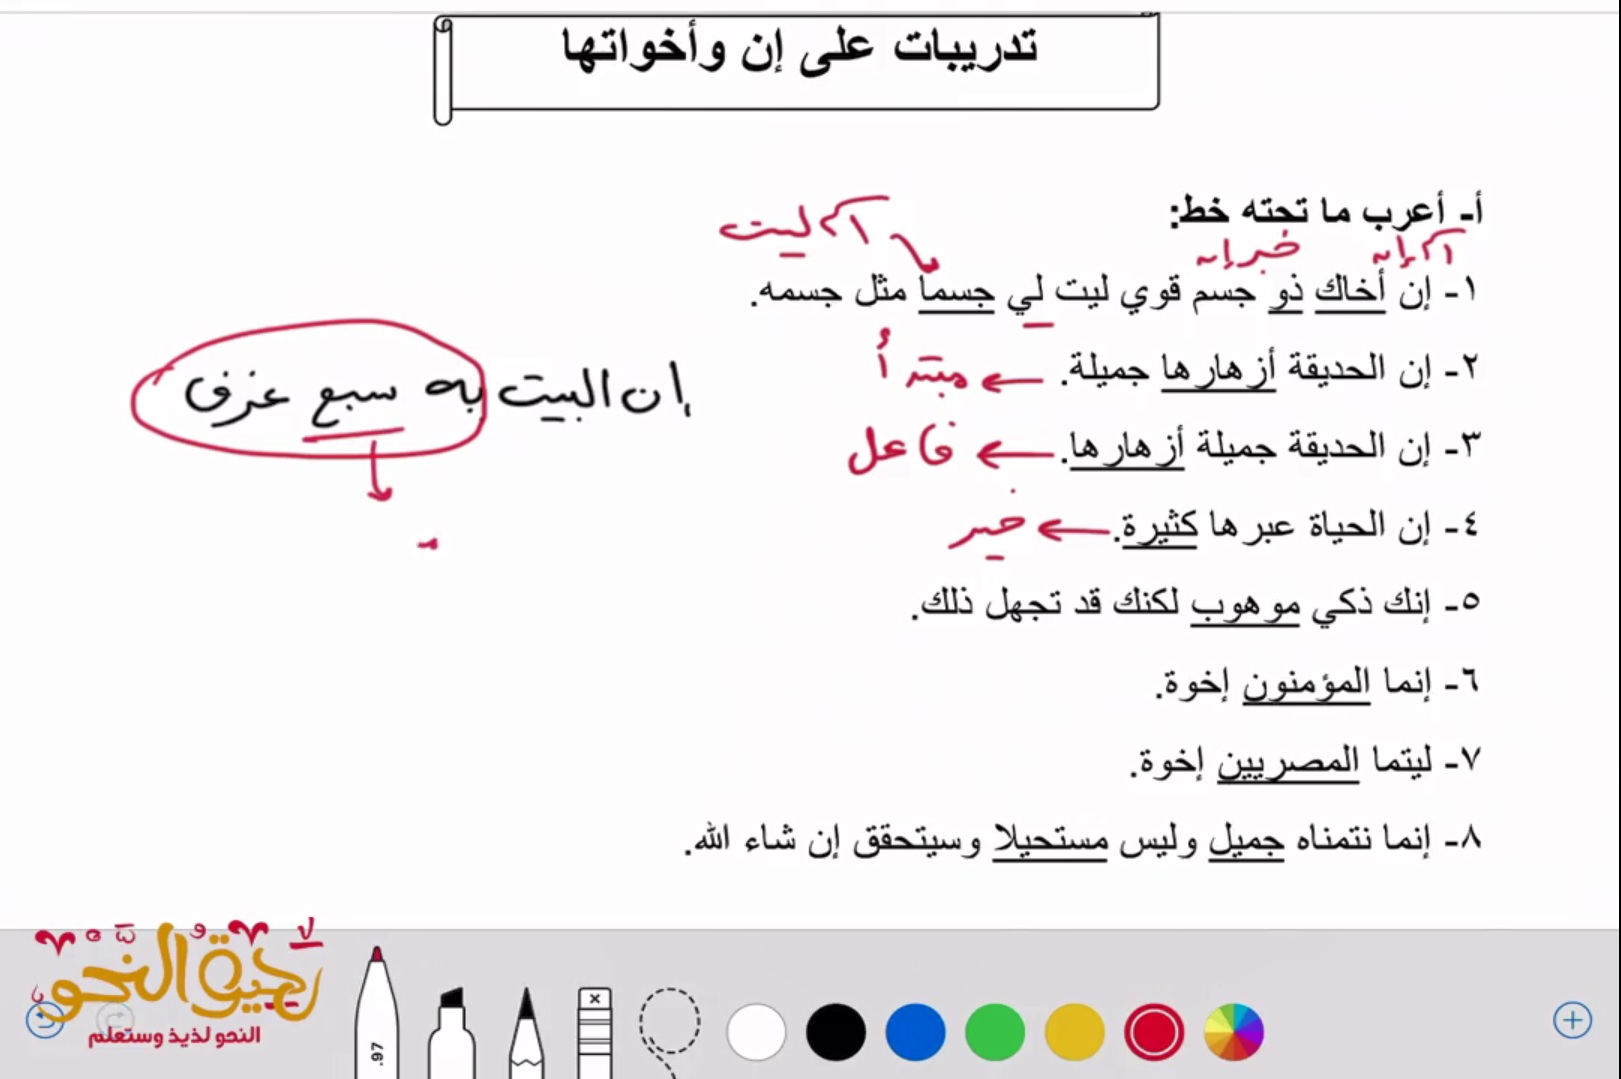 تدريبات على إن وأخواتها
أ- أعرب ما تحته خط:
اسم إن خبر إن
اسم ليت
١- إن أخاك ذو جسم قوي ليت لي جسما مثل جسمه.
٢- إن الحديقة أزهارها جميلة. مبتدأ
إن البيت به سبع غرف
٣- إن الحديقة جميلة أزهارها. فاعل
٤- إن الحياة عبرها كثيرة. خبر
٥- إنك ذكي موهوب لكنك قد تجهل ذلك.
٦- إنما المؤمنون إخوة.
٧- ليتما المصريين إخوة.
٨- إنما نتمناه جميل وليس مستحيلا وسيتحقق إن شاء الله.
رحيق النحو
النحو لذيذ وستعلم
.97